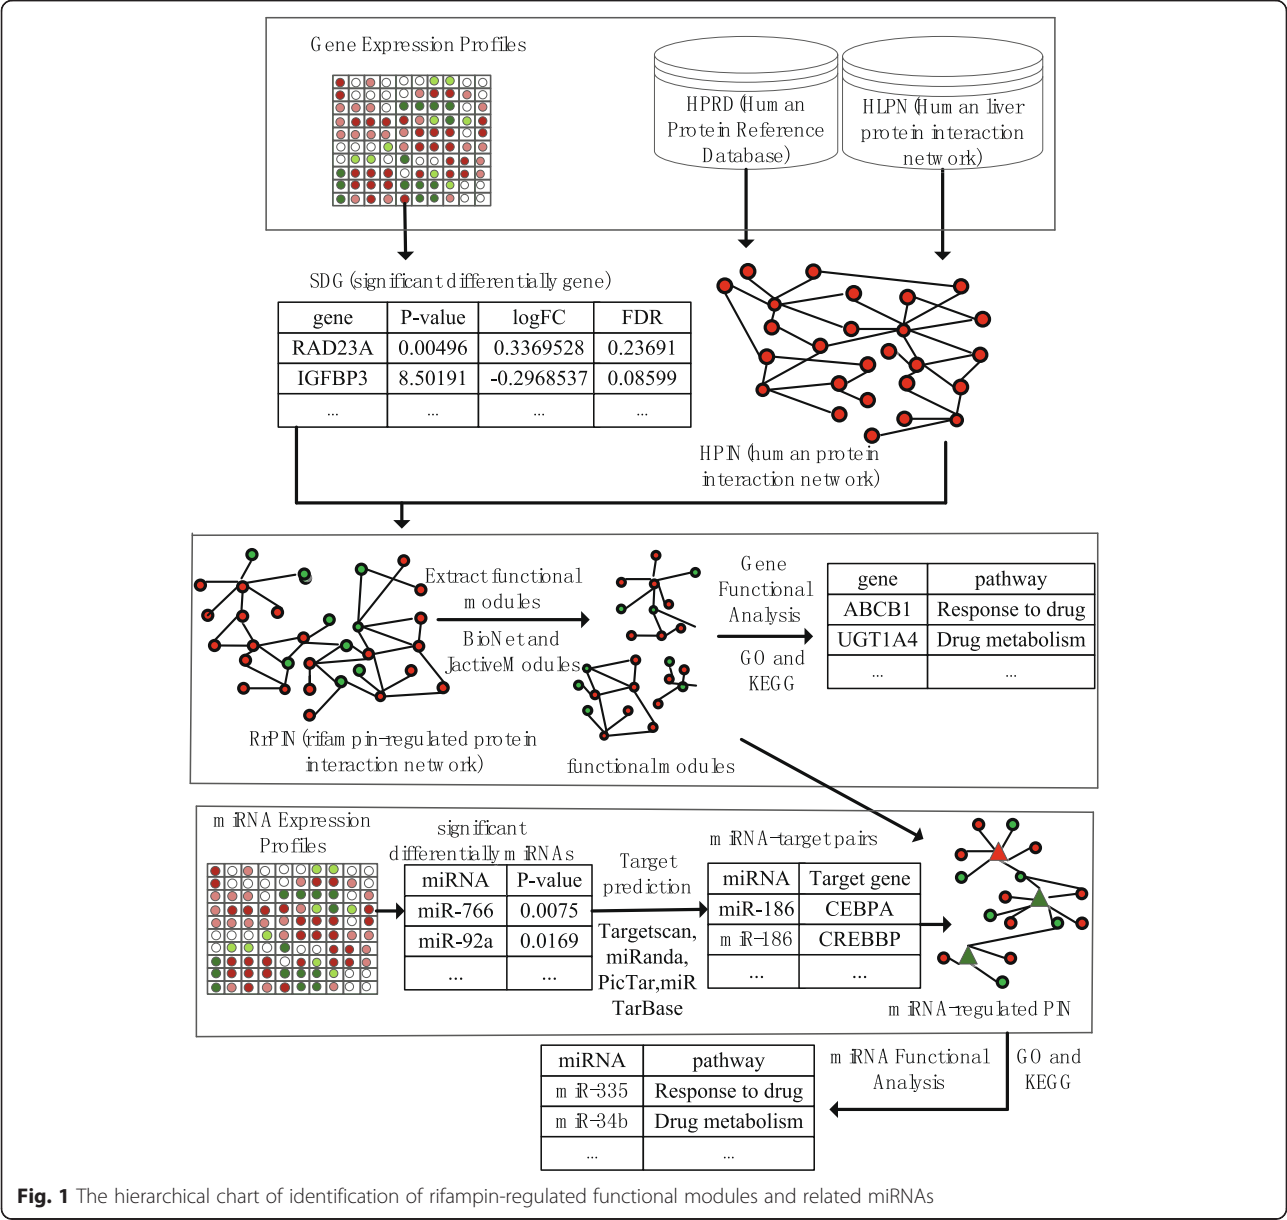 Gene Expression Profiles
HPRD (Human
Protein Reference
Database)
HLPN (Human liver
protein interaction
network)
SDG (significant differentially gene)
gene P-value logFC FDR
RAD23A 0.00496 0.3369528 0.23691
IGFBP3 8.50191 -0.2968537 0.08599
... ... ... ...
HPIN (human protein
interaction network)
Extract functional
modules
BioNet and
JactiveModules
RrPIN (rifampin-regulated protein
interaction network)
functional modules
Gene
Functional
Analysis
GO and
KEGG
gene pathway
ABCB1 Response to drug
UGT1A4 Drug metabolism
... ...
miRNA Expression
Profiles
significant
differentially miRNAs
miRNA P-value
miR-766 0.0075
miR-92a 0.0169
... ...
Target
prediction
Targetscan,
miRanda,
PicTar,miR
TarBase
miRNA-target pairs
miRNA Target gene
miR-186 CEBPA
miR-186 CREBBP
... ...
miRNA-regulated PIN
miRNA Functional
Analysis
GO and
KEGG
miRNA pathway
miR-335 Response to drug
miR-34b Drug metabolism
... ...
Fig. 1 The hierarchical chart of identification of rifampin-regulated functional modules and related miRNAs